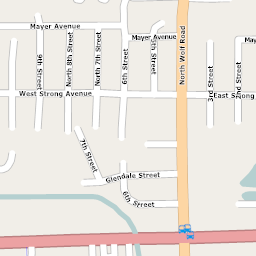 Mayer Avenue
Mayer Avenue
9th Street
North 8th Street
North 7th Street
6th Street
5th Street
North Wolf Road
3rd Street
2nd Street
West Strong Avenue
East Strong
7th Street
Glendale Street
6th Street